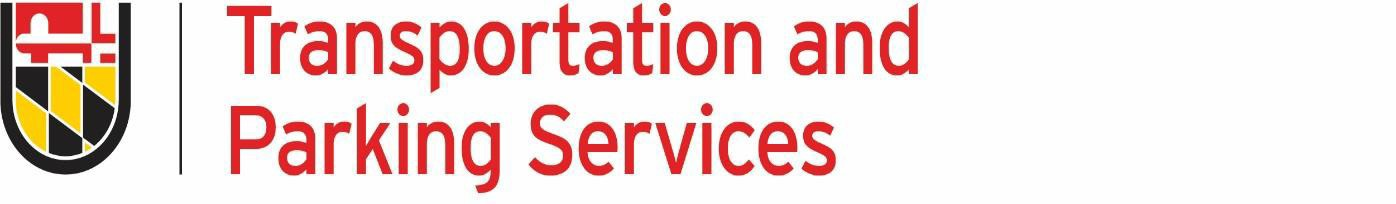 Transportation and
Parking Services